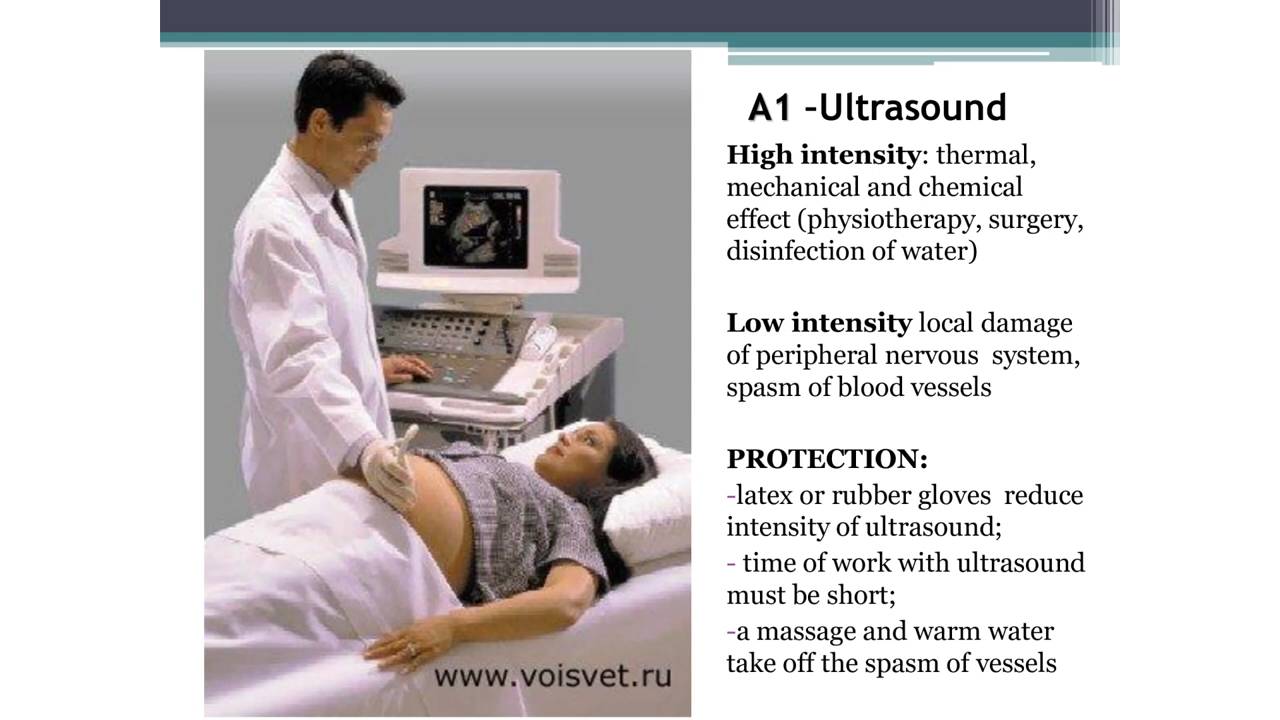 A1 –Ultrasound
High intensity: thermal,
mechanical and chemical
effect (physiotherapy, surgery,
disinfection of water)
Low intensity local damage
of peripheral nervous  system,
spasm of blood vessels
PROTECTION:
-latex or rubber gloves  reduce
intensity of ultrasound;
- time of work with ultrasound
must be short;
-a massage and warm water
take off the spasm of vessels
www.voisvet.ru